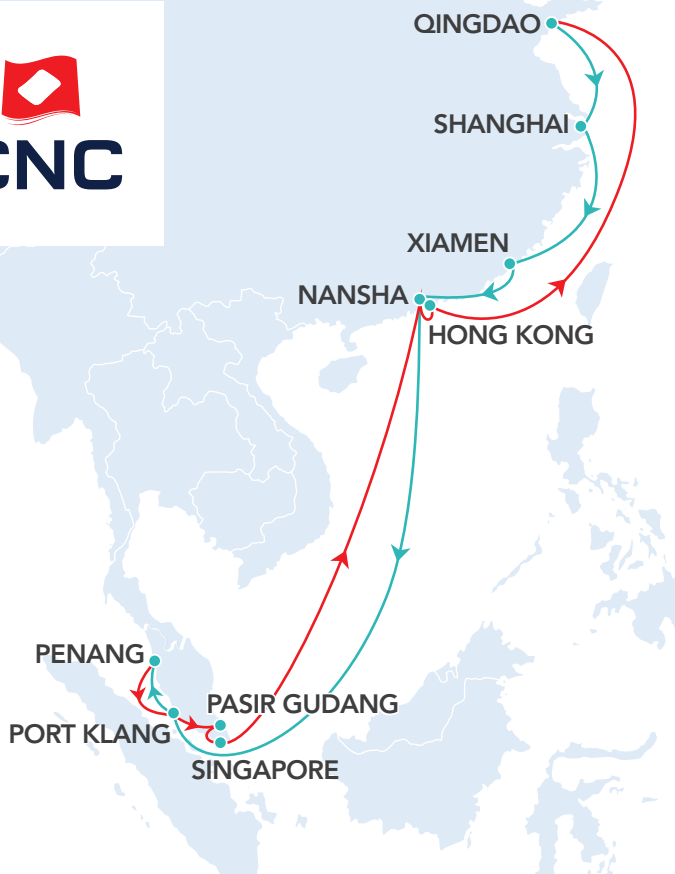 QINGDAO
CNC
SHANGHAI
XIAMEN
NANSHA
HONG KONG
PENANG
PASIR GUDANG
PORT KLANG
SINGAPORE